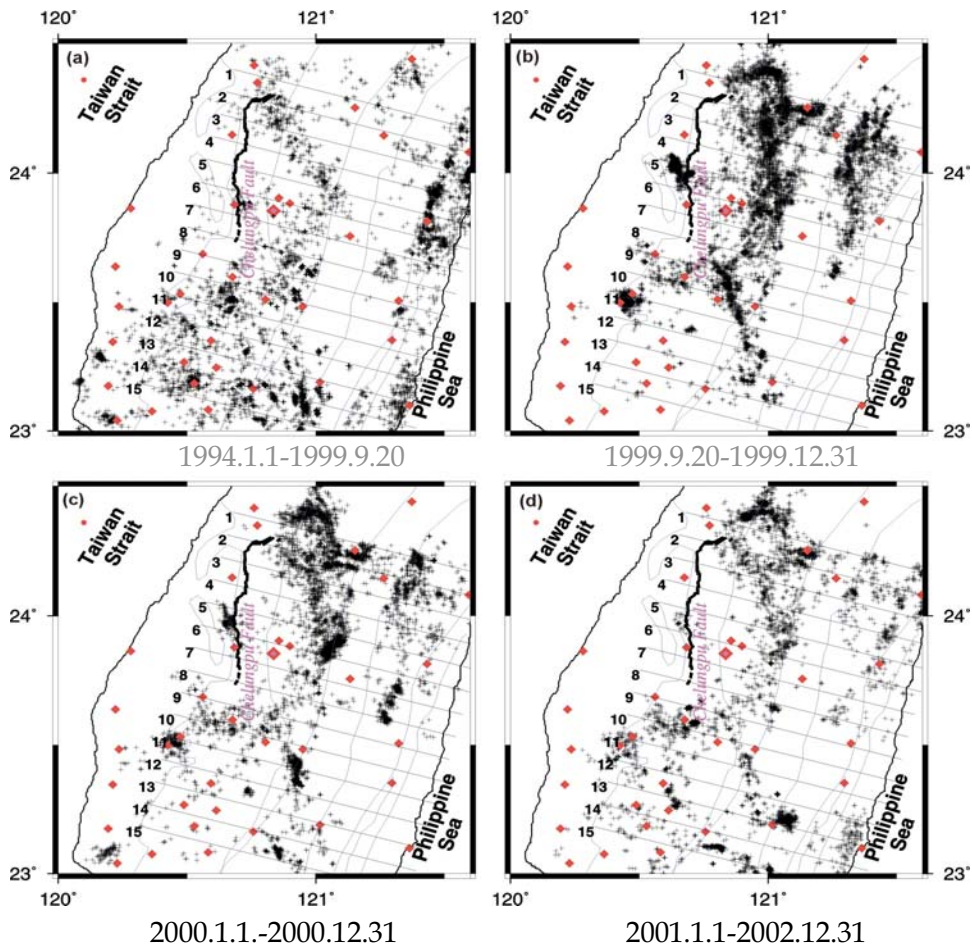 120° 121° 120° 121°
(a)
Taiwan
Strait
1
2
3
4
5
6
7
8
9
10
11
12
13
14
15
Chelungpu Fault
Philippine
Sea
24°
23°
1994.1.1-1999.9.20
(b)
Taiwan
Strait
1
2
3
4
5
6
7
8
9
10
11
12
13
14
15
Chelungpu Fault
Philippine
Sea
24°
23°
1999.9.20-1999.12.31
(c)
Taiwan
Strait
1
2
3
4
5
6
7
8
9
10
11
12
13
14
15
Chelungpu Fault
Philippine
Sea
24°
23°
120° 121°
2000.1.1.-2000.12.31
(d)
Taiwan
Strait
1
2
3
4
5
6
7
8
9
10
11
12
13
14
15
Chelungpu Fault
Philippine
Sea
24°
23°
120° 121°
2001.1.1-2002.12.31